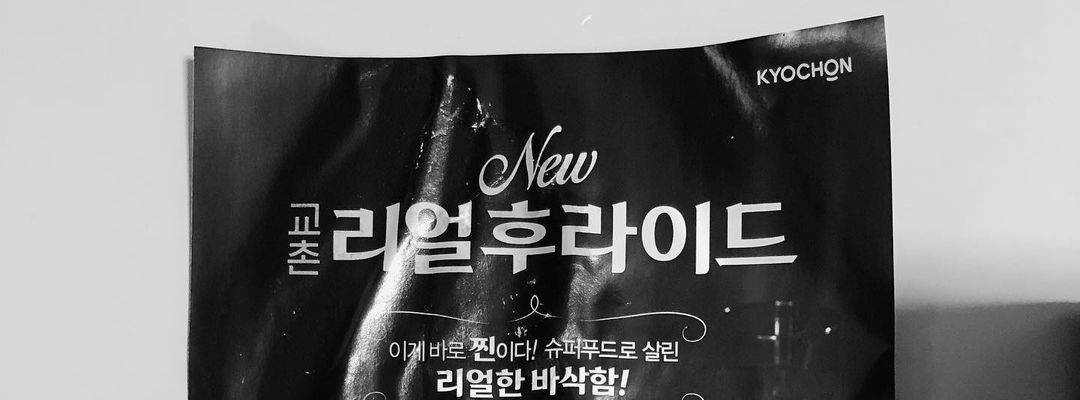 KYOCHON
New
교촌 리얼후라이드
이게 바로 찐이다! 슈퍼푸드로 살린
리얼한 바삭함!